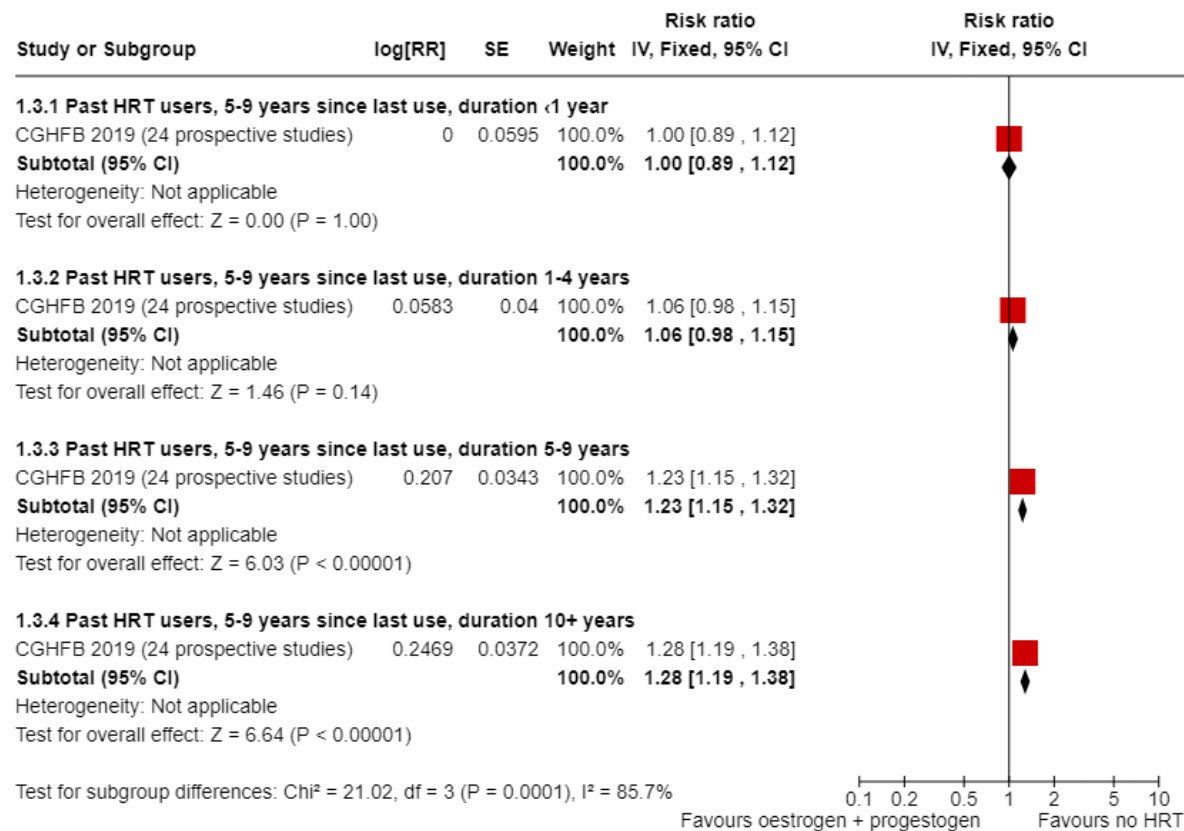 Risk ratio Risk ratio
Study or Subgroup log[RR] SE Weight IV, Fixed, 95% CI IV, Fixed, 95% CI
1.3.1 Past HRT users, 5-9 years since last use, duration <1 year
CGHFB 2019 (24 prospective studies) 0 0.0595 100.0% 1.00 [0.89 , 1.12]
Subtotal (95% CI) 100.0% 1.00 [0.89 , 1.12]
Heterogeneity: Not applicable
Test for overall effect: Z = 0.00 (P = 1.00)
1.3.2 Past HRT users, 5-9 years since last use, duration 1-4 years
CGHFB 2019 (24 prospective studies) 0.0583 0.04 100.0% 1.06 [0.98 , 1.15]
Subtotal (95% CI) 100.0% 1.06 [0.98 , 1.15]
Heterogeneity: Not applicable
Test for overall effect: Z = 1.46 (P = 0.14)
1.3.3 Past HRT users, 5-9 years since last use, duration 5-9 years
CGHFB 2019 (24 prospective studies) 0.207 0.0343 100.0% 1.23 [1.15 , 1.32]
Subtotal (95% CI) 100.0% 1.23 [1.15 , 1.32]
Heterogeneity: Not applicable
Test for overall effect: Z = 6.03 (P < 0.00001)
1.3.4 Past HRT users, 5-9 years since last use, duration 10+ years
CGHFB 2019 (24 prospective studies) 0.2469 0.0372 100.0% 1.28 [1.19 , 1.38]
Subtotal (95% CI) 100.0% 1.28 [1.19 , 1.38]
Heterogeneity: Not applicable
Test for overall effect: Z = 6.64 (P < 0.00001)
Test for subgroup differences: Chi² = 21.02, df = 3 (P = 0.0001), I² = 85.7%
0.1 0.2 0.5 1 2 5 10
Favours oestrogen + progestogen Favours no HRT